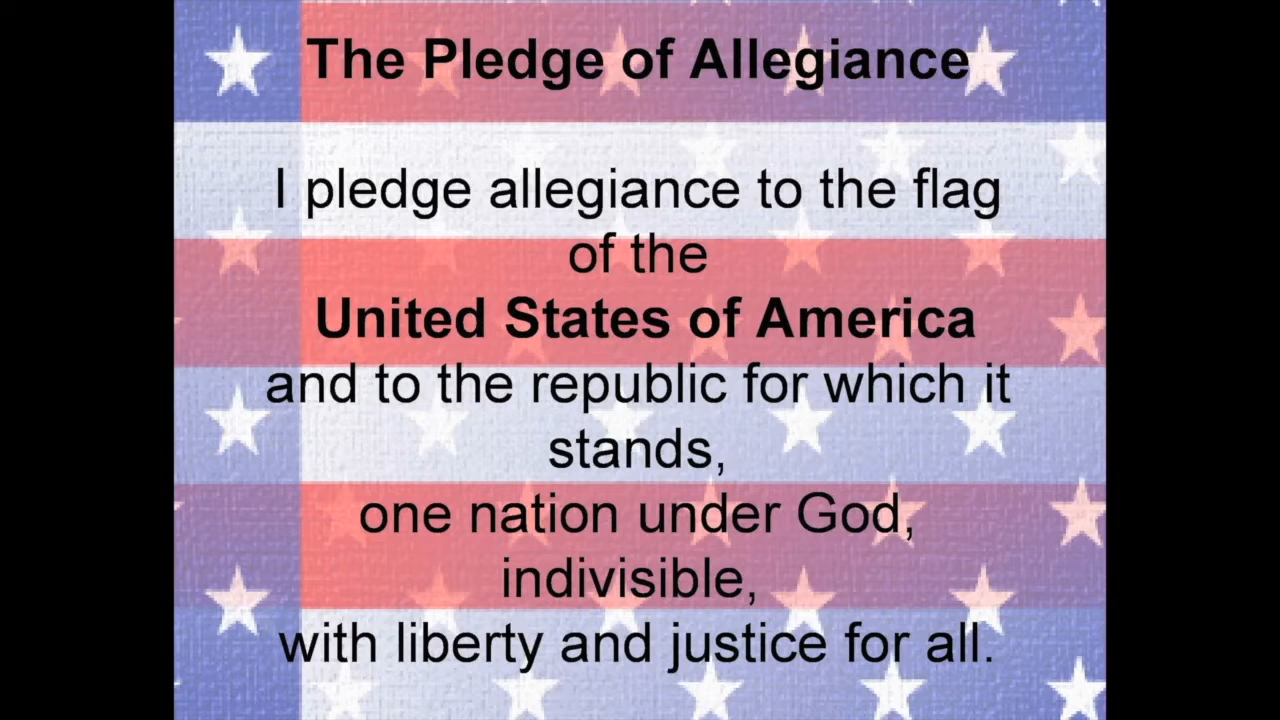 The Pledge of Allegiance
I pledge allegiance to the flag
of the
United States of America
and to the republic for which it
stands,
one nation under God,
indivisible,
with liberty and justice for all.